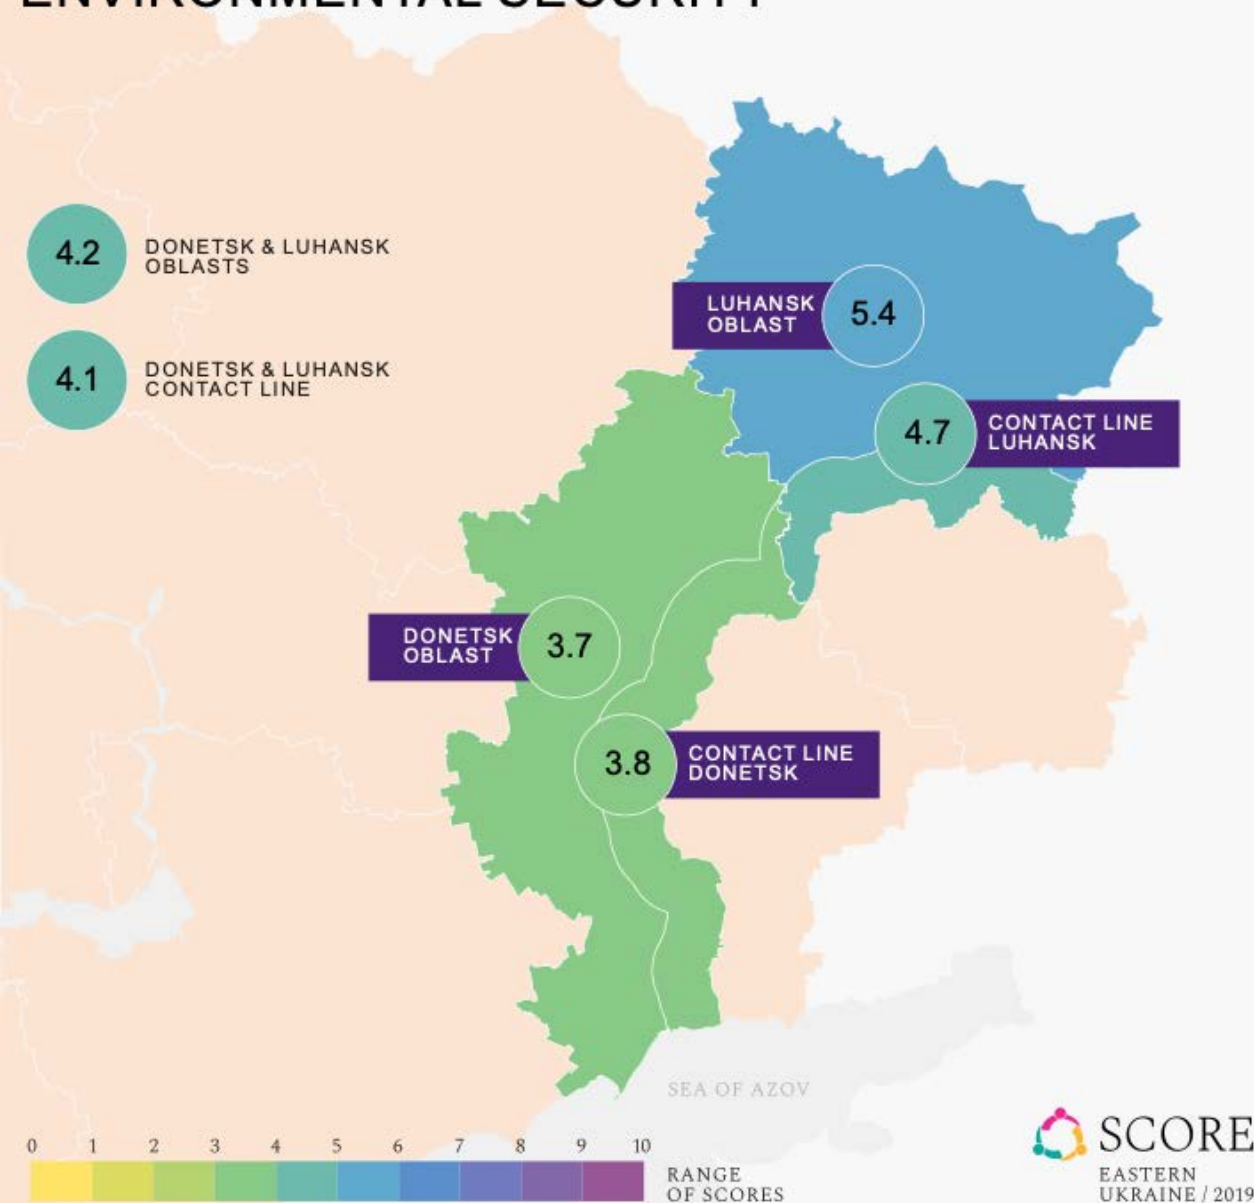 ENVIRONMENTAL SECURITY
4.2
DONETSK & LUHANSK
OBLASTS
4.1
DONETSK & LUHANSK
CONTACT LINE
LUHANSK
OBLAST
5.4
4.7
CONTACT LINE
LUHANSK
DONETSK
OBLAST
3.7
3.8
CONTACT LINE
DONETSK
SEA OF AZOV
0 1 2 3 4 5 6 7 8 9 10
RANGE
OF SCORES
SCORE
EASTERN
UKRAINE / 2019